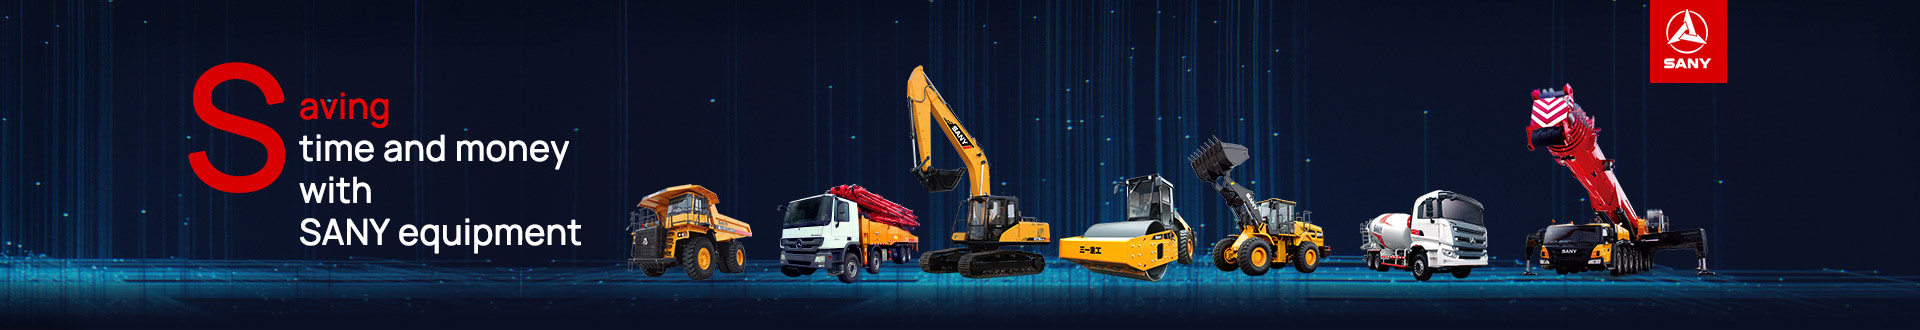 Saving
time and money
with
SANY equipment
SANY
SANY
三一重工
SANY